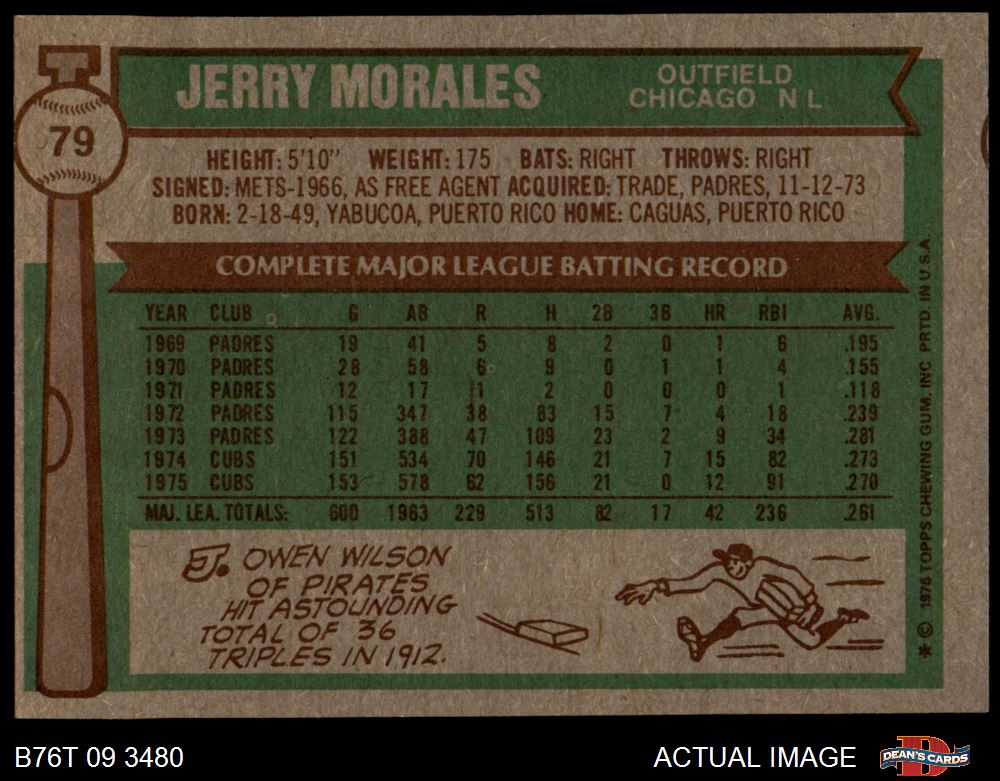 JERRY MORALES
OUTFIELD
CHICAGO N L
79
HEIGHT: 5'10" WEIGHT: 175 BATS: RIGHT THROWS: RIGHT
SIGNED: METS-1966, AS FREE AGENT ACQUIRED: TRADE, PADRES, 11-12-73
BORN: 2-18-49, YABUCOA, PUERTO RICO HOME: CAGUAS, PUERTO RICO
COMPLETE MAJOR LEAGUE BATTING RECORD
YEAR CLUB G AB R H 2B 3B HR RBI AVG.
1969 PADRES 19 41 5 8 2 0 1 6 .195
1970 PADRES 28 58 6 9 0 1 1 4 .155
1971 PADRES 12 17 1 2 0 0 0 1 .118
1972 PADRES 115 347 38 83 15 7 4 18 .239
1973 PADRES 122 388 47 109 23 2 9 34 .281
1974 CUBS 151 534 70 146 21 7 15 82 .273
1975 CUBS 153 578 62 156 21 0 12 91 .270
MAJ. LEA. TOTALS: 600 1963 229 513 82 17 42 236 .261
J. OWEN WILSON
OF PIRATES
HIT ASTOUNDING
TOTAL OF 36
TRIPLES IN 1912.
* © 1976 TOPPS CHEWING GUM, INC PRTD. IN U S.A.
B76T 09 3480
ACTUAL IMAGE
DEAN'S CARDS